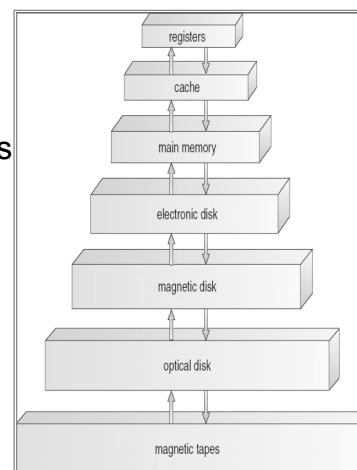 registers
cache
main memory
s
electronic disk
magnetic disk
optical disk
magnetic tapes